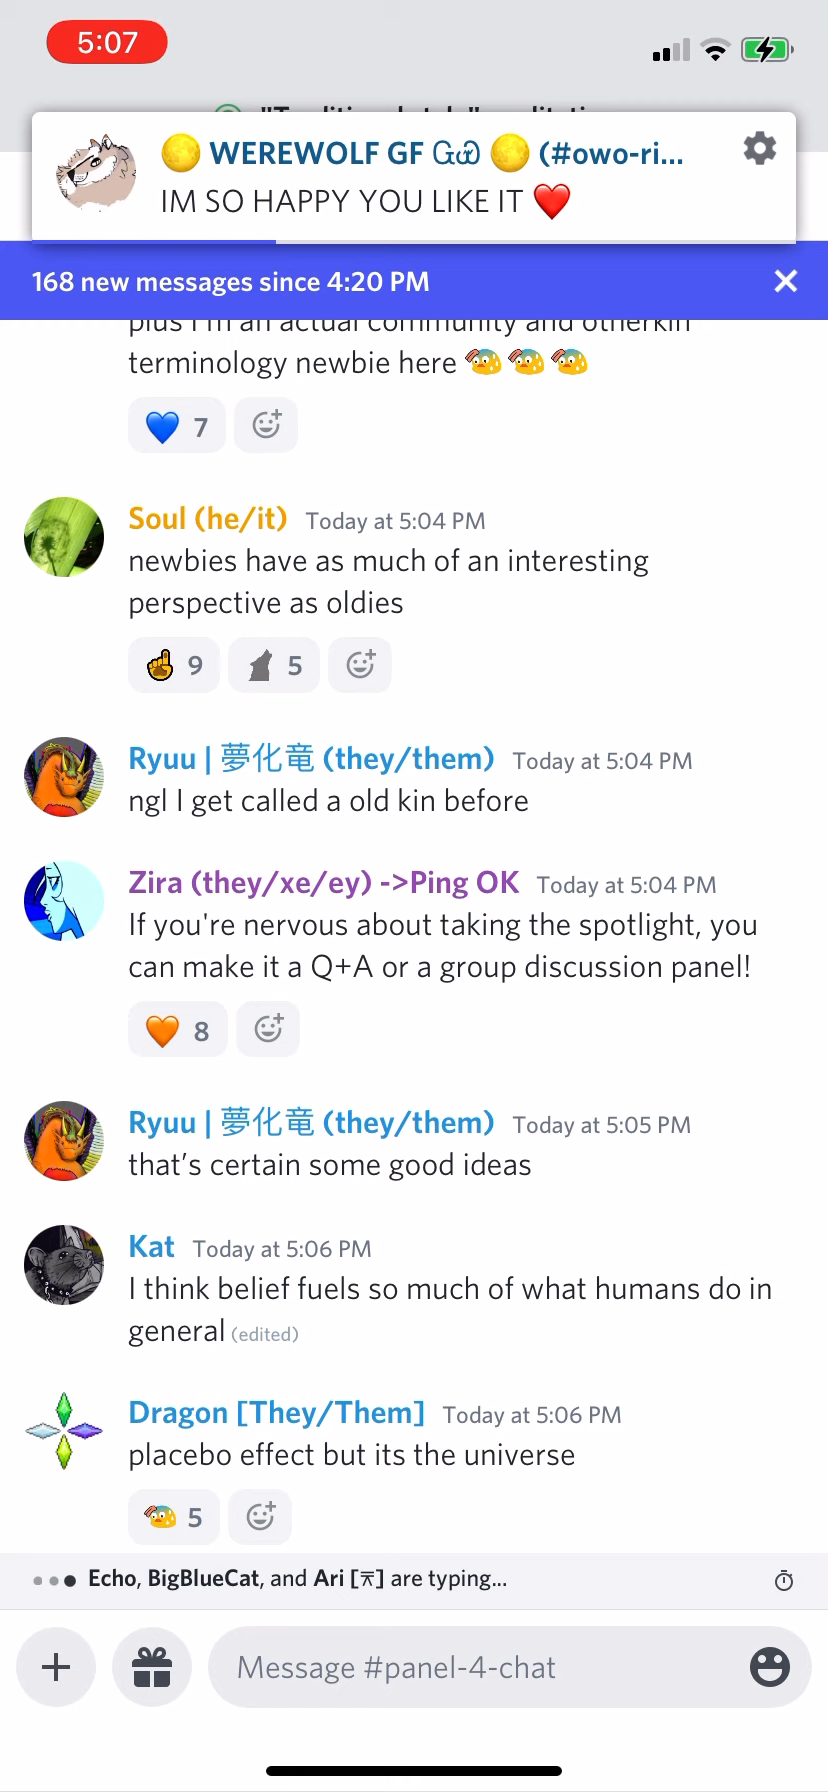 5:07
WEREWOLF GF (#owo-ri...
IM SO HAPPY YOU LIKE IT ❤️
168 new messages since 4:20 PM
plus I'm an actual community and otherkin
terminology newbie here
💙 7
Soul (he/it) Today at 5:04 PM
newbies have as much of an interesting
perspective as oldies
9 5
Ryuu | 夢化竜 (they/them) Today at 5:04 PM
ngl I get called a old kin before
Zira (they/xe/ey) ->Ping OK Today at 5:04 PM
If you're nervous about taking the spotlight, you
can make it a Q+A or a group discussion panel!
🧡 8
Ryuu | 夢化竜 (they/them) Today at 5:05 PM
that’s certain some good ideas
Kat Today at 5:06 PM
I think belief fuels so much of what humans do in
general (edited)
Dragon [They/Them] Today at 5:06 PM
placebo effect but its the universe
5
Echo, BigBlueCat, and Ari are typing...
Message #panel-4-chat